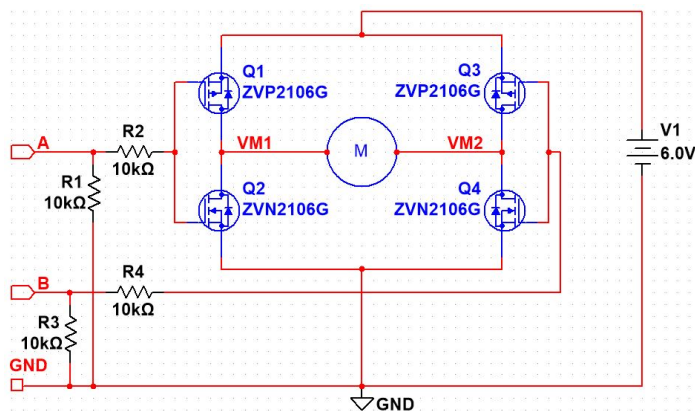 Q1
ZVP2106G
Q3
ZVP2106G
V1
6.0V
A
R2
10kΩ
VM1
M
VM2
R1
10kΩ
Q2
ZVN2106G
Q4
ZVN2106G
B
R4
10kΩ
R3
10kΩ
GND
GND